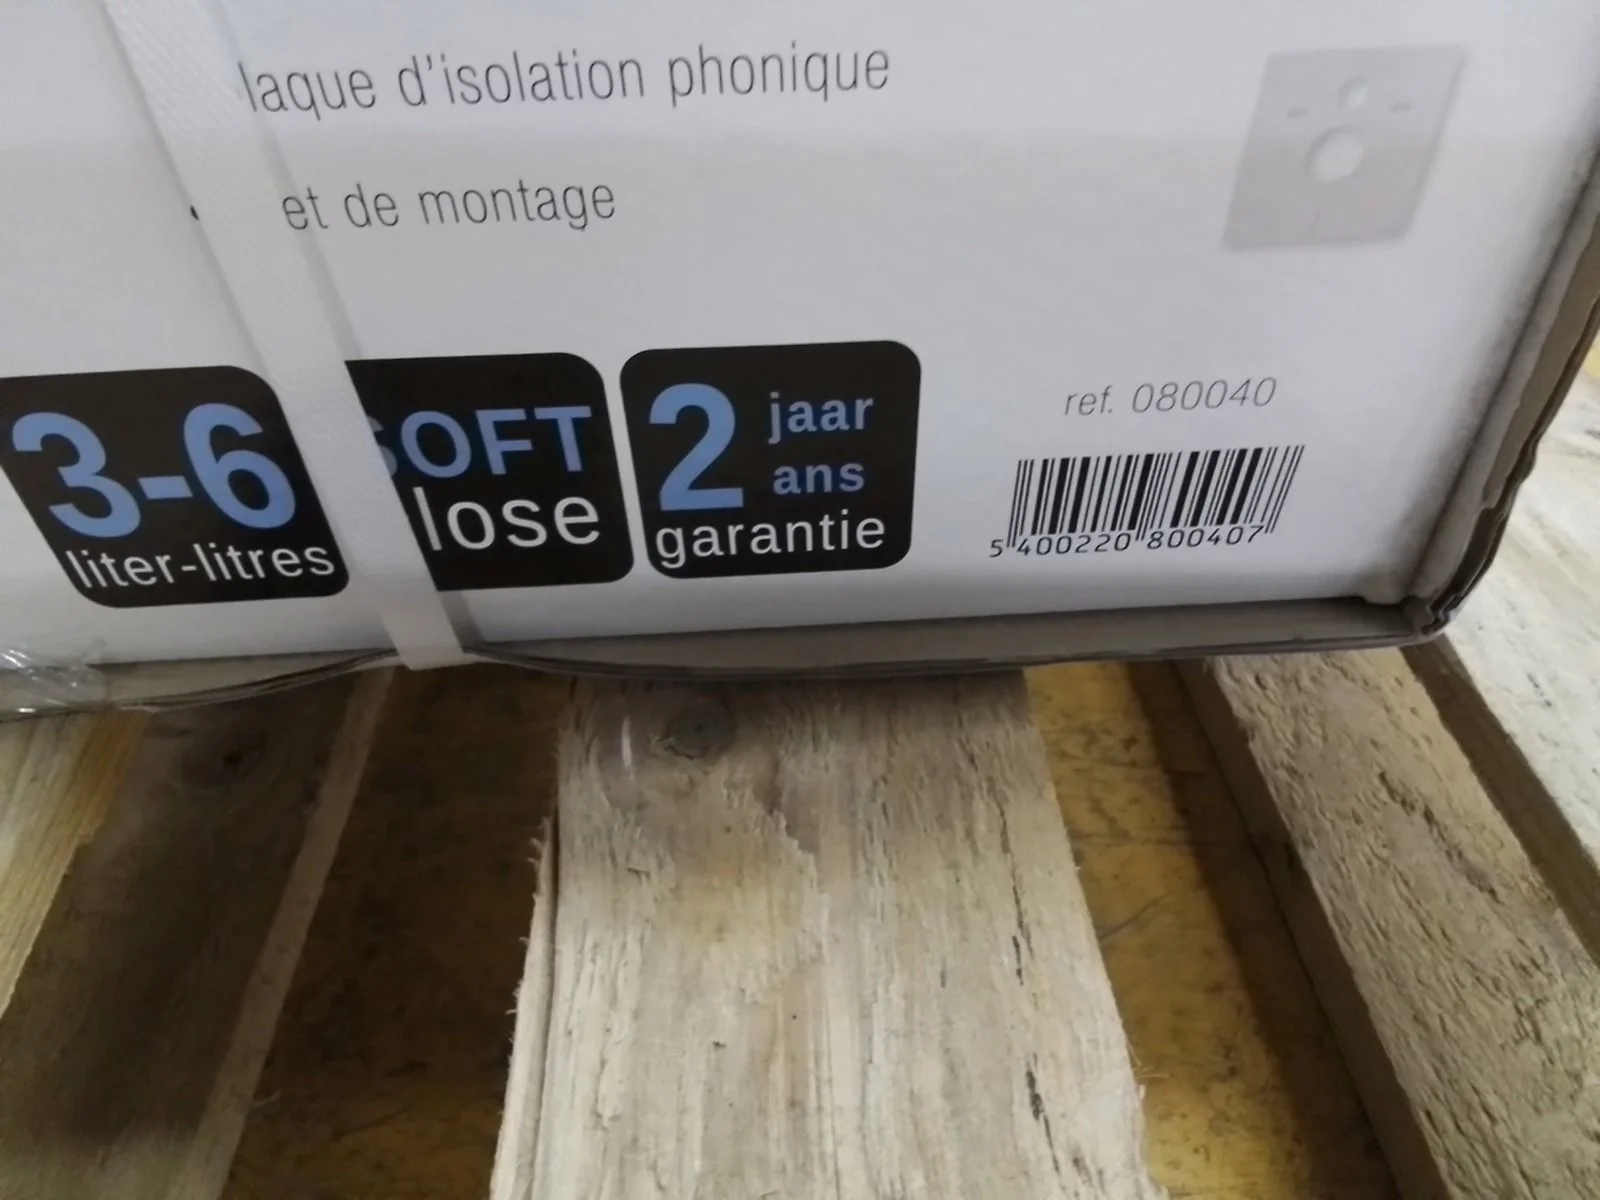 laque d'isolation phonique
et de montage
3-6
liter-litres
SOFT
lose
2 jaar
ans
garantie
ref. 080040
5 400220 800407